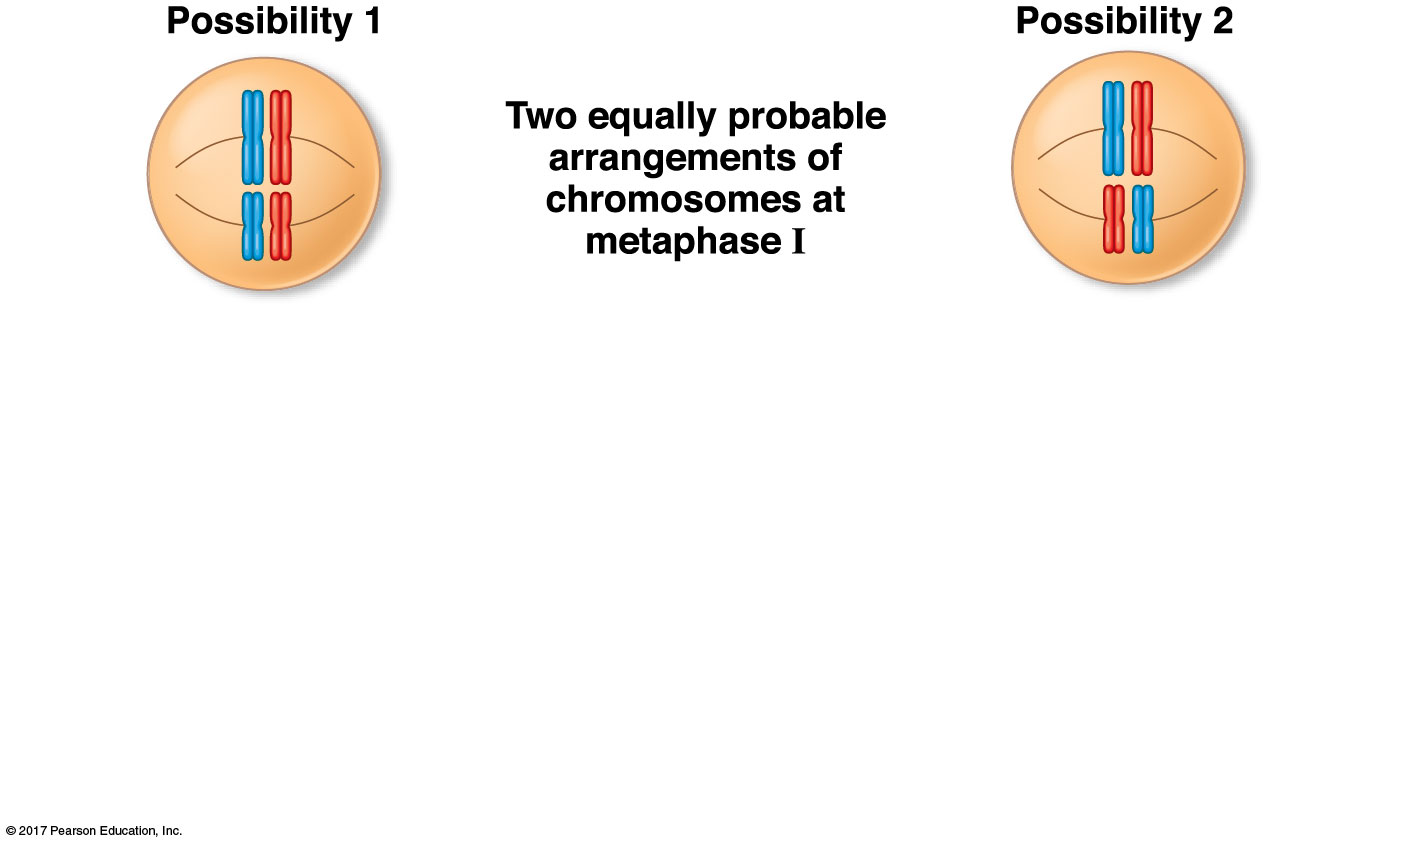 Possibility 1
Possibility 2
Two equally probable
arrangements of
chromosomes at
metaphase I
© 2017 Pearson Education, Inc.